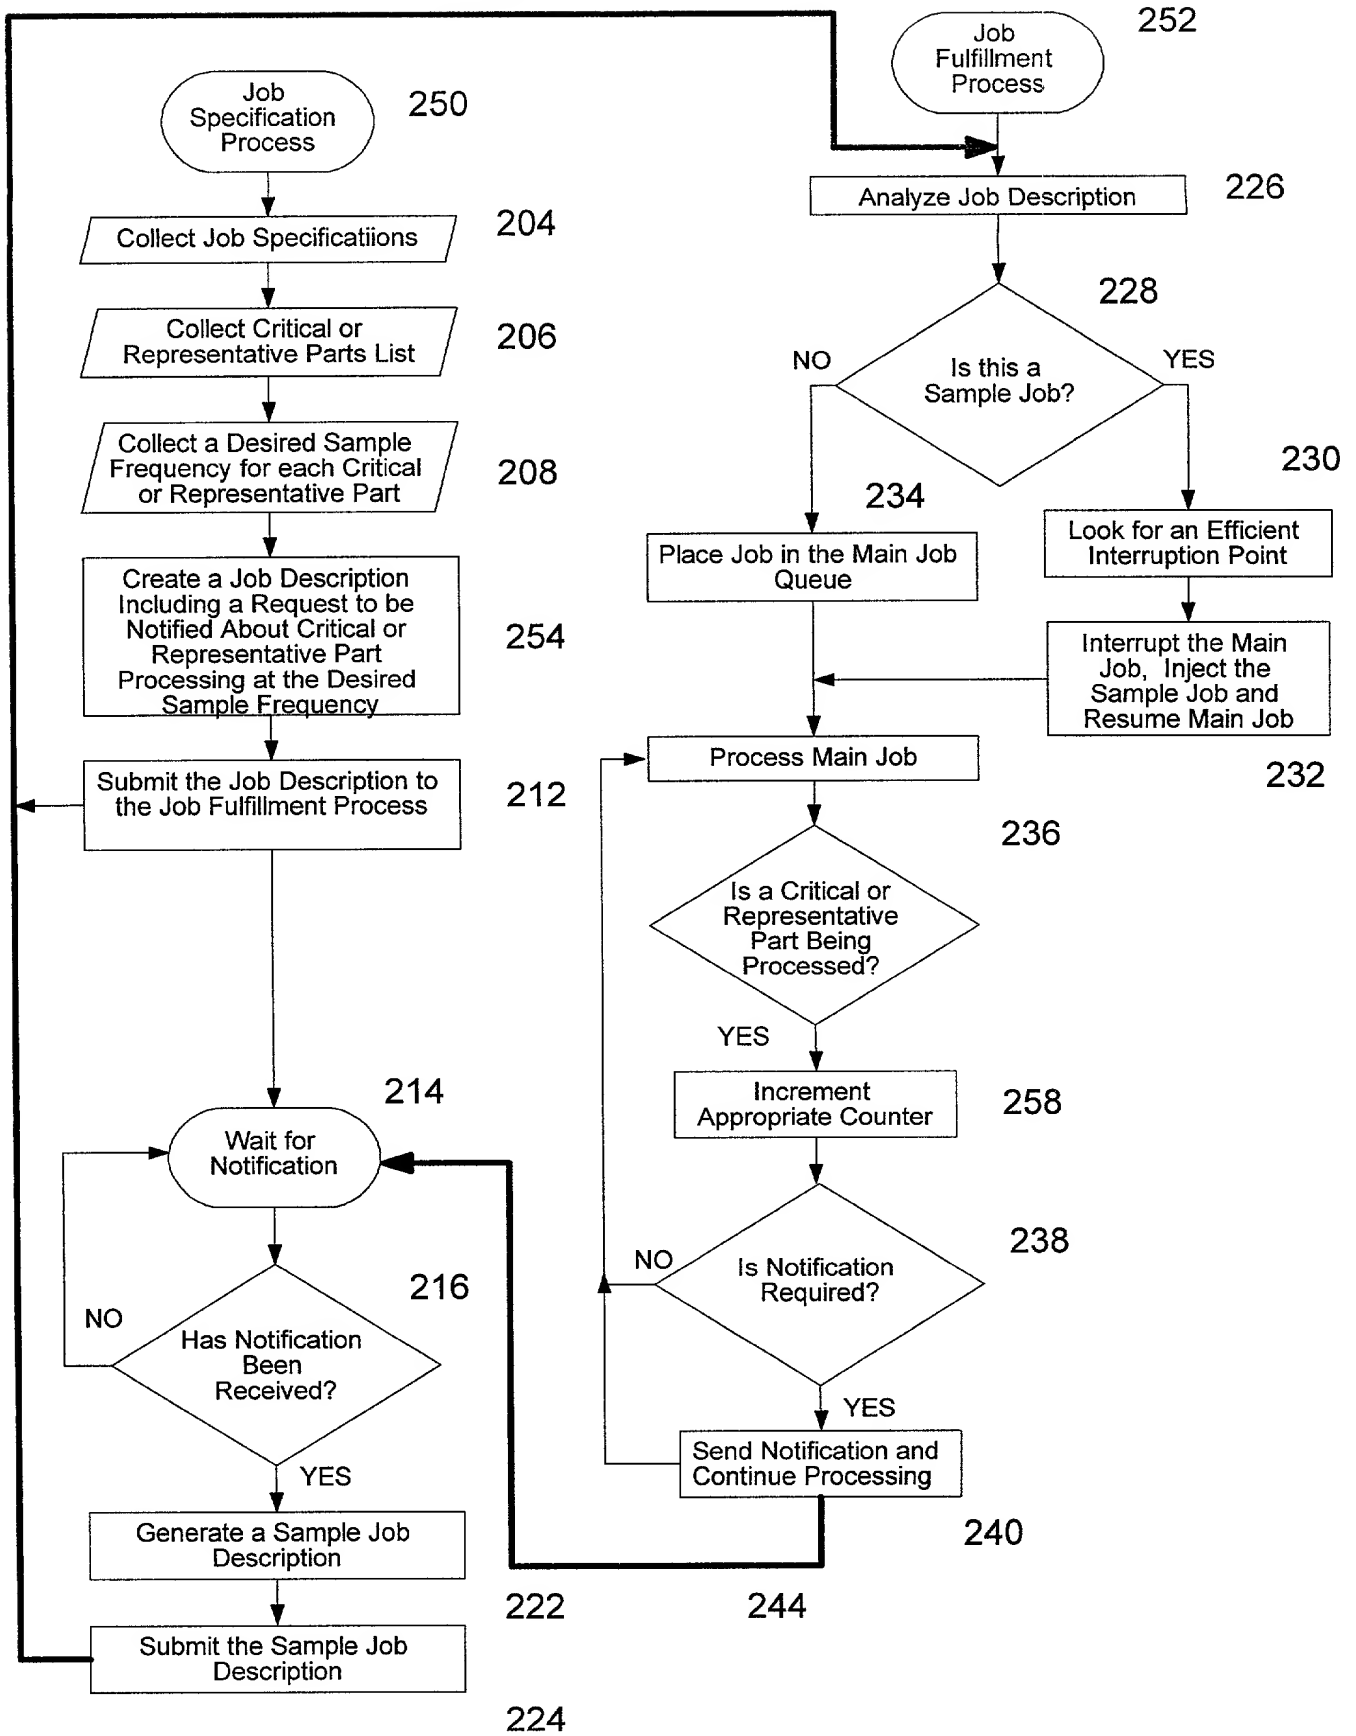 252
Job
Fulfillment
Process
Job
Specification
Process
250
Analyze Job Description
226
Collect Job Specificatiions
204
228
Collect Critical or
Representative Parts List
206
NO
YES
Is this a
Sample Job?
Collect a Desired Sample
Frequency for each Critical
or Representative Part
208
230
234
Place Job in the Main Job
Queue
Look for an Efficient
Interruption Point
Create a Job Description
Including a Request to be
Notified About Critical or
Representative Part
Processing at the Desired
Sample Frequency
254
Interrupt the Main
Job, Inject the
Sample Job and
Resume Main Job
232
Process Main Job
236
Submit the Job Description to
the Job Fulfillment Process
212
Is a Critical or
Representative
Part Being
Processed?
YES
Increment
Appropriate Counter
258
214
Wait for
Notification
238
NO
Is Notification
Required?
YES
216
NO
Has Notification
Been
Received?
YES
Send Notification and
Continue Processing
240
Generate a Sample Job
Description
222
244
Submit the Sample Job
Description
224